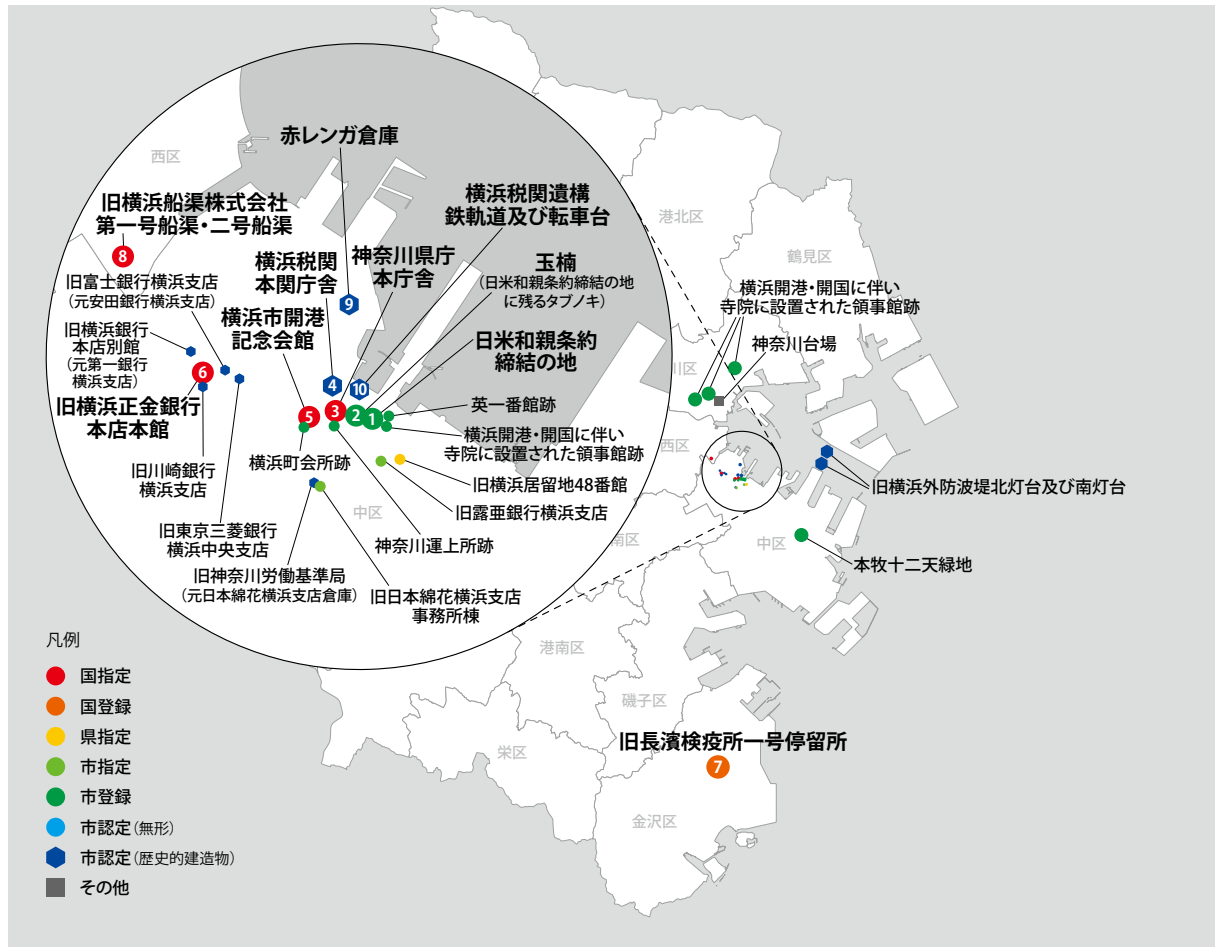 西区
赤レンガ倉庫
旧横浜船渠株式会社
第一号船渠・二号船渠
8
横浜税関遺構
鉄軌道及び転車台
横浜税関
本関庁舎
神奈川県庁
本庁舎
玉楠
(日米和親条約締結の地
に残るタブノキ)
旧富士銀行横浜支店
(元安田銀行横浜支店)
9
横浜市開港
記念会館
旧横浜銀行
本店別館
(元第一銀行
横浜支店)
日米和親条約
締結の地
6
4
10
旧横浜正金銀行
本店本館
5
3
2
1
英一番館跡
横浜開港・開国に伴い
寺院に設置された領事館跡
横浜町会所跡
旧川崎銀行
横浜支店
旧横浜居留地48番館
中区
旧露亜銀行横浜支店
旧東京三菱銀行
横浜中央支店
神奈川運上所跡
旧神奈川労働基準局
(元日本綿花横浜支店倉庫)
旧日本綿花横浜支店
事務所棟
港北区
鶴見区
横浜開港・開国に伴い
寺院に設置された領事館跡
神奈川台場
川区
西区
旧横浜外防波堤北灯台及び南灯台
南区
中区
本牧十二天緑地
港南区
磯子区
栄区
旧長濱検疫所一号停留所
7
金沢区
凡例
国指定
国登録
県指定
市指定
市登録
市認定(無形)
市認定(歴史的建造物)
その他